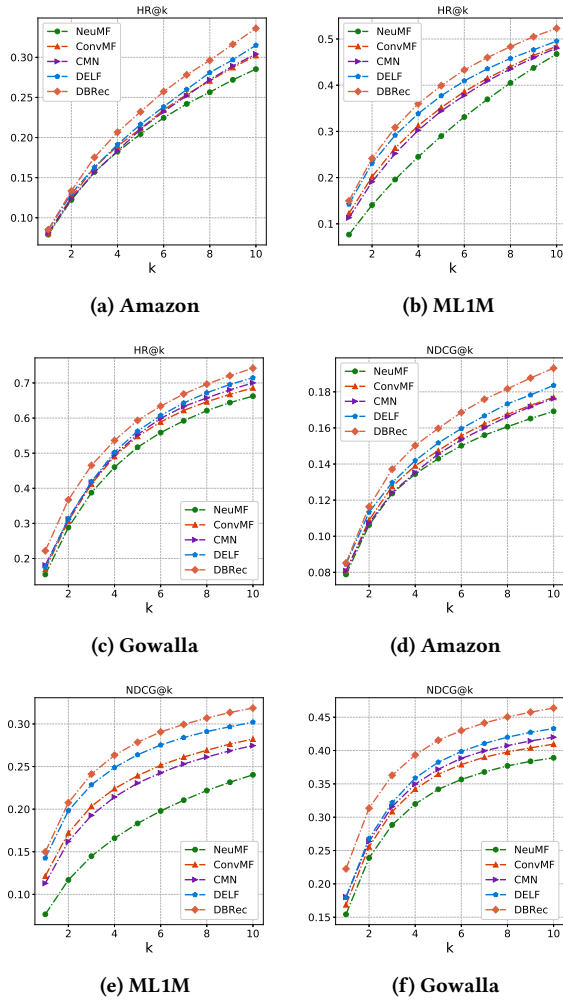 HR@k
NeuMF
ConvMF
CMN
DELF
DBRec
0.30
0.25
0.20
0.15
0.10
2 4 6 8 10
k
(a) Amazon
HR@k
NeuMF
ConvMF
CMN
DELF
DBRec
0.5
0.4
0.3
0.2
0.1
2 4 6 8 10
k
(b) ML1M
HR@k
0.7
0.6
0.5
0.4
0.3
0.2
NeuMF
ConvMF
CMN
DELF
DBRec
2 4 6 8 10
k
(c) Gowalla
NDCG@k
NeuMF
ConvMF
CMN
DELF
DBRec
0.18
0.16
0.14
0.12
0.10
0.08
2 4 6 8 10
k
(d) Amazon
NDCG@k
0.30
0.25
0.20
0.15
0.10
NeuMF
ConvMF
CMN
DELF
DBRec
2 4 6 8 10
k
(e) ML1M
NDCG@k
0.45
0.40
0.35
0.30
0.25
0.20
0.15
NeuMF
ConvMF
CMN
DELF
DBRec
2 4 6 8 10
k
(f) Gowalla